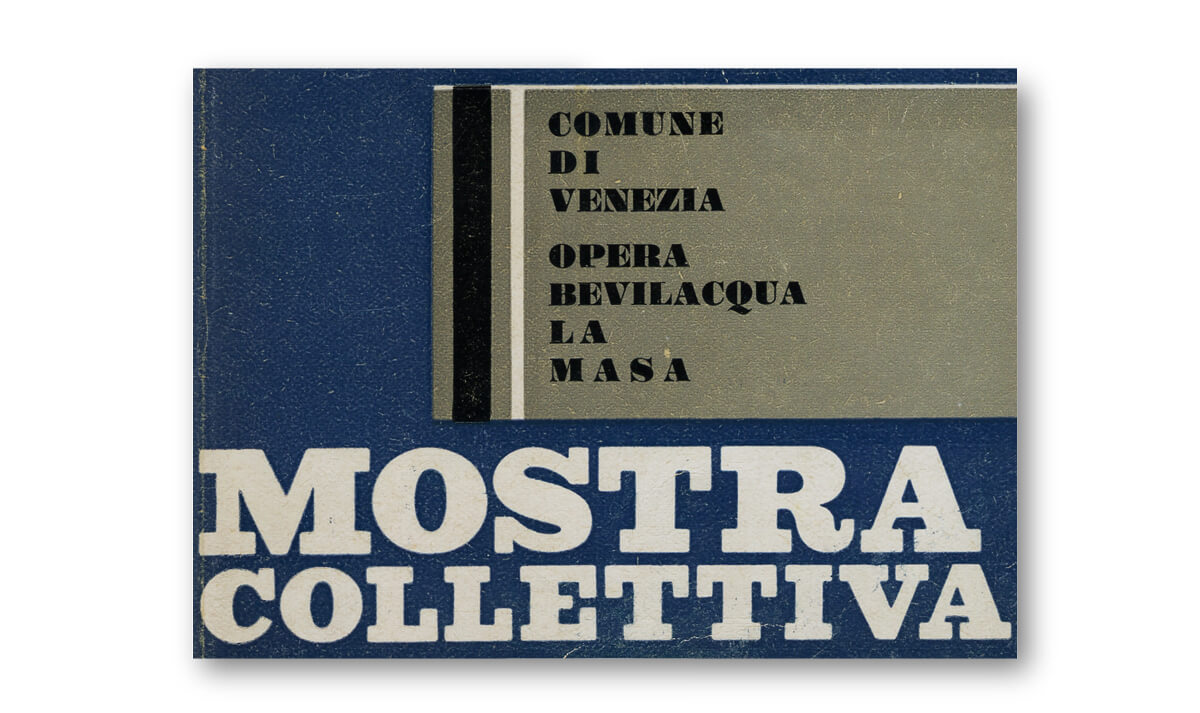 COMUNE
DI
VENEZIA
OPERA
BEVILACQUA
LA
MASA
MOSTRA
COLLETTIVA